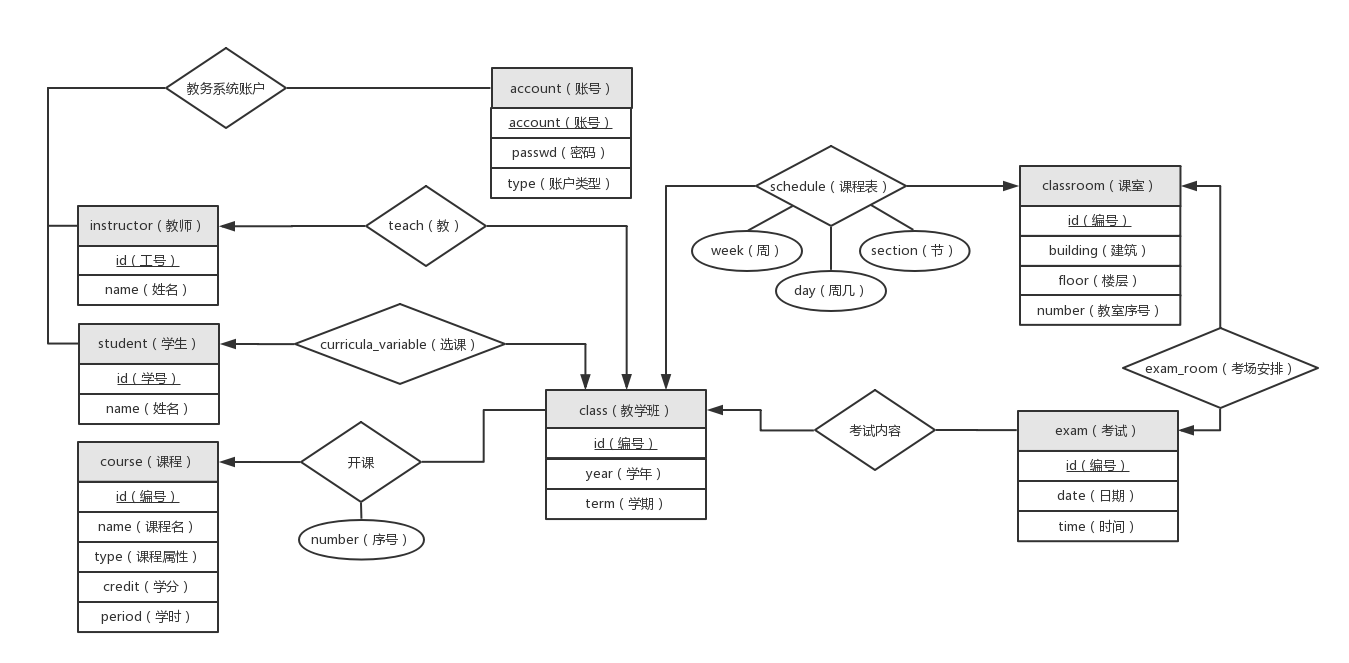 教务系统账户
account（账号）
account（账号）
passwd（密码）
type（账户类型）
instructor（教师）
id（工号）
name（姓名）
teach（教）
schedule（课程表）
week（周）
day（周几）
section（节）
classroom（课室）
id（编号）
building（建筑）
floor（楼层）
number（教室序号）
student（学生）
id（学号）
name（姓名）
curricula_variable（选课）
exam_room（考场安排）
class（教学班）
id（编号）
year（学年）
term（学期）
考试内容
exam（考试）
id（编号）
date（日期）
time（时间）
course（课程）
id（编号）
name（课程名）
type（课程属性）
credit（学分）
period（学时）
开课
number（序号）